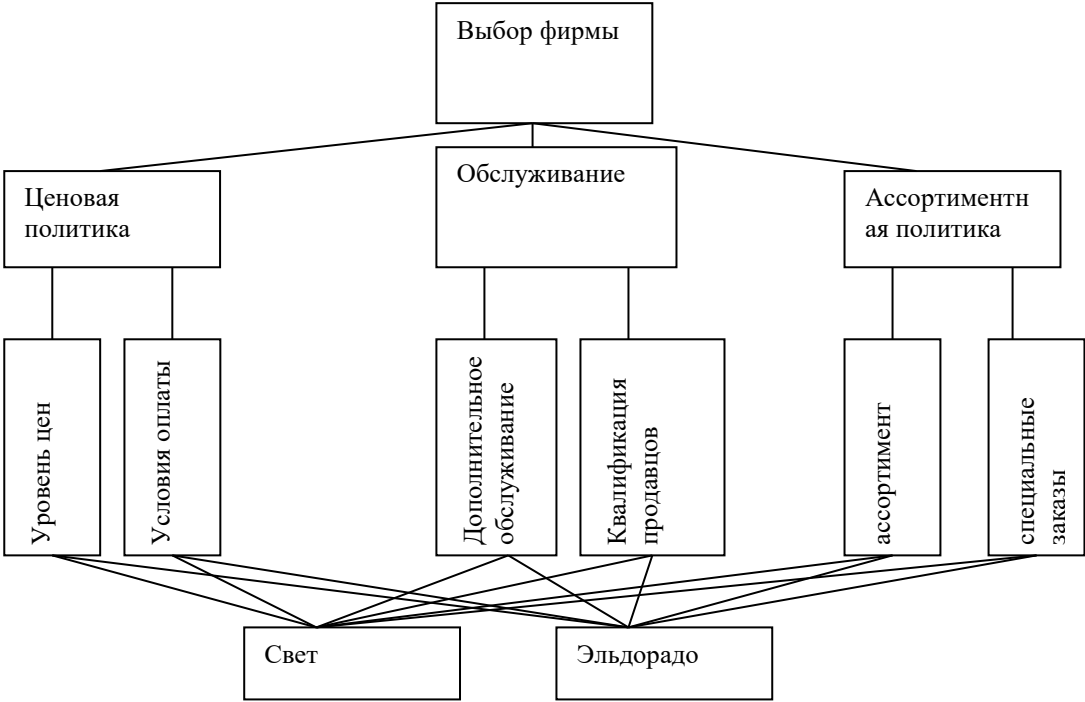 Выбор фирмы
Ценовая
политика
Обслуживание
Ассортиментн
ая политика
Уровень цен
Условия оплаты
Дополнительное
обслуживание
Квалификация
продавцов
ассортимент
специальные
заказы
Свет
Эльдорадо